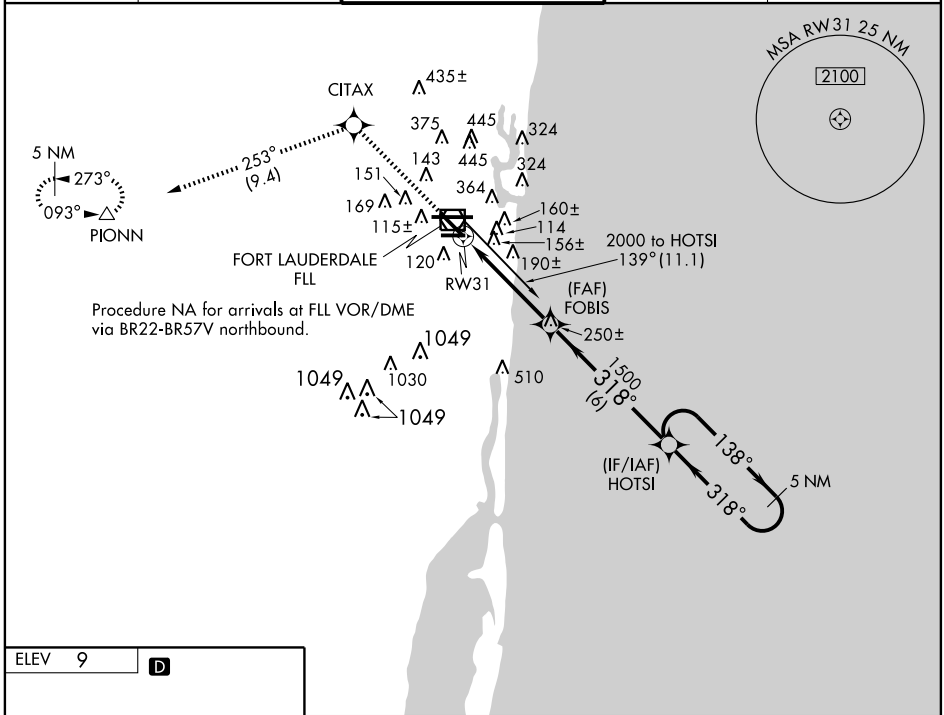 MSA RW31 25 NM
2100
CITAX
435±
375
445
324
5 NM
273°
253°
(9.4)
143
445
324
151
364
093°
PIONN
169
115±
160±
114
156±
2000 to HOTSI
139° (11.1)
FORT LAUDERDALE
FLL
120
RW31
190±
(FAF)
FOBIS
Procedure NA for arrivals at FLL VOR/DME
via BR22-BR57V northbound.
250±
1049
1030
1049
1049
510
1500
318°
(6)
(IF/IAF)
HOTSI
138°
318°
5 NM
ELEV 9
D